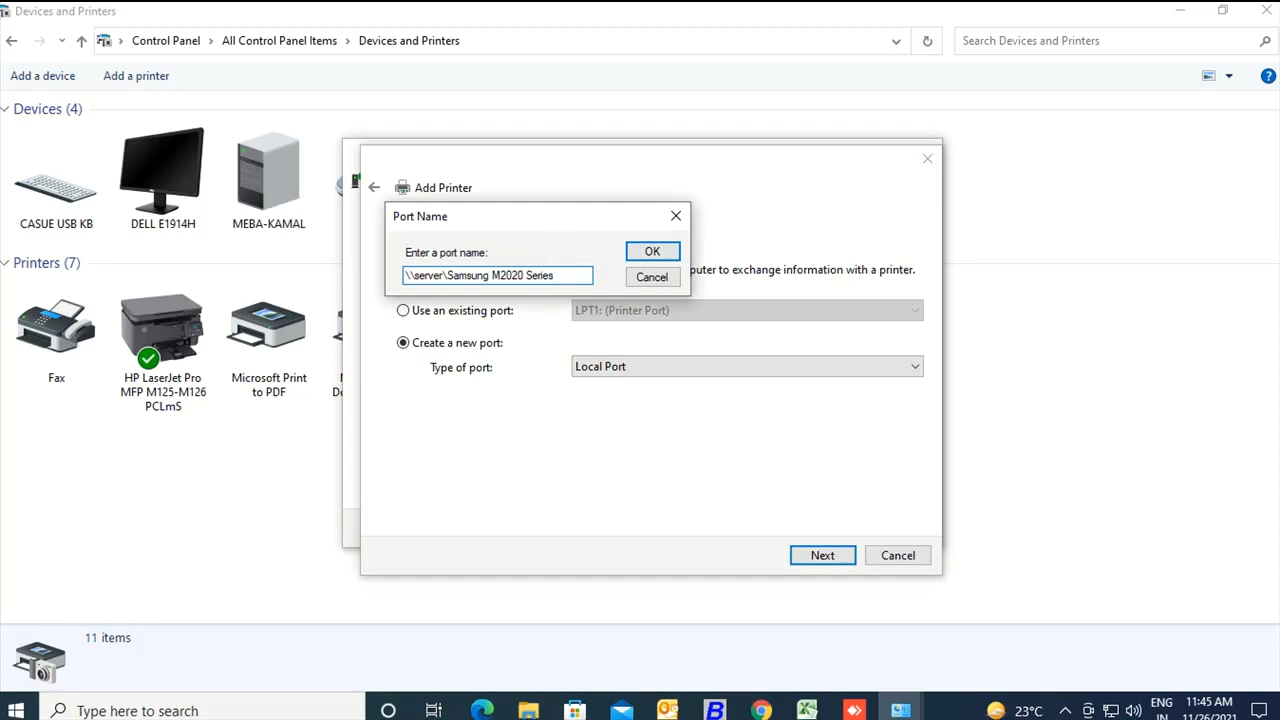 Devices and Printers
Control Panel
All Control Panel Items
Devices and Printers
Search Devices and Printers
Add a device
Add a printer
?
Devices (4)
CASUE USB KB
DELL E1914H
MEBA-KAMAL
Add Printer
Port Name
Enter a port name:
OK
\\server\Samsung M2020 Series
Cancel
puter to exchange information with a printer.
Use an existing port:
LPT1: (Printer Port)
Create a new port:
Type of port:
Local Port
Next
Cancel
Printers (7)
Fax
HP LaserJet Pro
MFP M125-M126
PCLmS
Microsoft Print
to PDF
11 items
Type here to search
B
23°C
ENG
IN
11:45 AM
11/26/2021